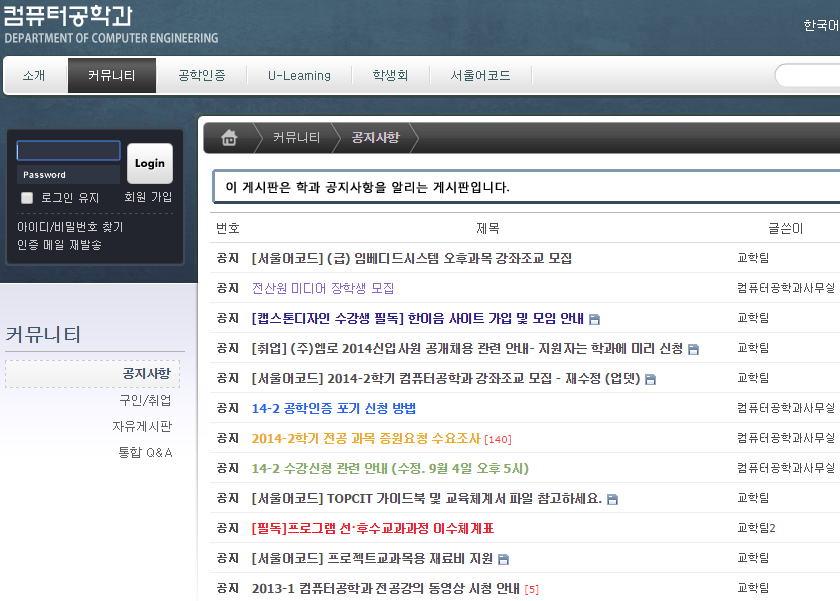 컴퓨터공학과
DEPARTMENT OF COMPUTER ENGINEERING
한국어
소개 커뮤니티 공학인증 U-Learning 학생회 서울어코드
Password
Login
로그인 유지 회원 가입
아이디/비밀번호 찾기
인증 메일 재발송
커뮤니티
공지사항
구인/취업
자유게시판
통합 Q&A
커뮤니티 공지사항
이 게시판은 학과 공지사항을 알리는 게시판입니다.
번호 제목 글쓴이
공지 [서울어코드] (급) 임베디드시스템 오후과목 강좌조교 모집 교학팀
공지 전산원 미디어 장학생 모집 컴퓨터공학과사무실
공지 [캡스톤디자인 수강생 필독] 한이음 사이트 가입 및 모임 안내 교학팀
공지 [취업] (주)엠로 2014신입사원 공개채용 관련 안내- 지원자는 학과에 미리 신청 교학팀
공지 [서울어코드] 2014-2학기 컴퓨터공학과 강좌조교 모집 - 재수정 (업뎃) 교학팀
공지 14-2 공학인증 포기 신청 방법 컴퓨터공학과사무실
공지 2014-2학기 전공 과목 증원요청 수요조사 [140] 컴퓨터공학과사무실
공지 14-2 수강신청 관련 안내 (수정. 9월 4일 오후 5시) 컴퓨터공학과사무실
공지 [서울어코드] TOPCIT 가이드북 및 교육체계서 파일 참고하세요. 교학팀
공지 [필독]프로그램 선·후수교과과정 이수체계표 교학팀2
공지 [서울어코드] 프로젝트교과목용 재료비 지원 교학팀
공지 2013-1 컴퓨터공학과 전공강의 동영상 시청 안내 [5] 교학팀